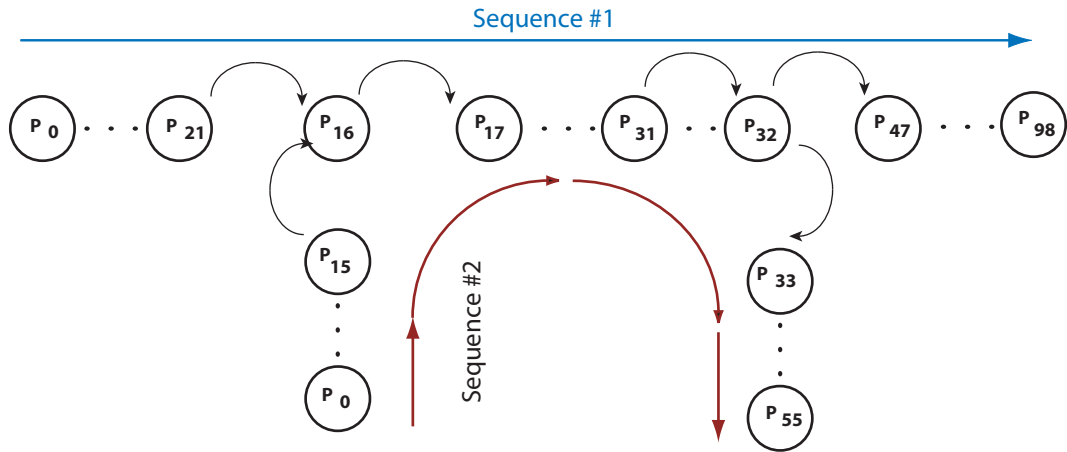 Sequence #1
P 0 P 21 P 16 P 17 P 31 P 32 P 47 P 98
P 15
P 0
Sequence #2
P 33
P 55